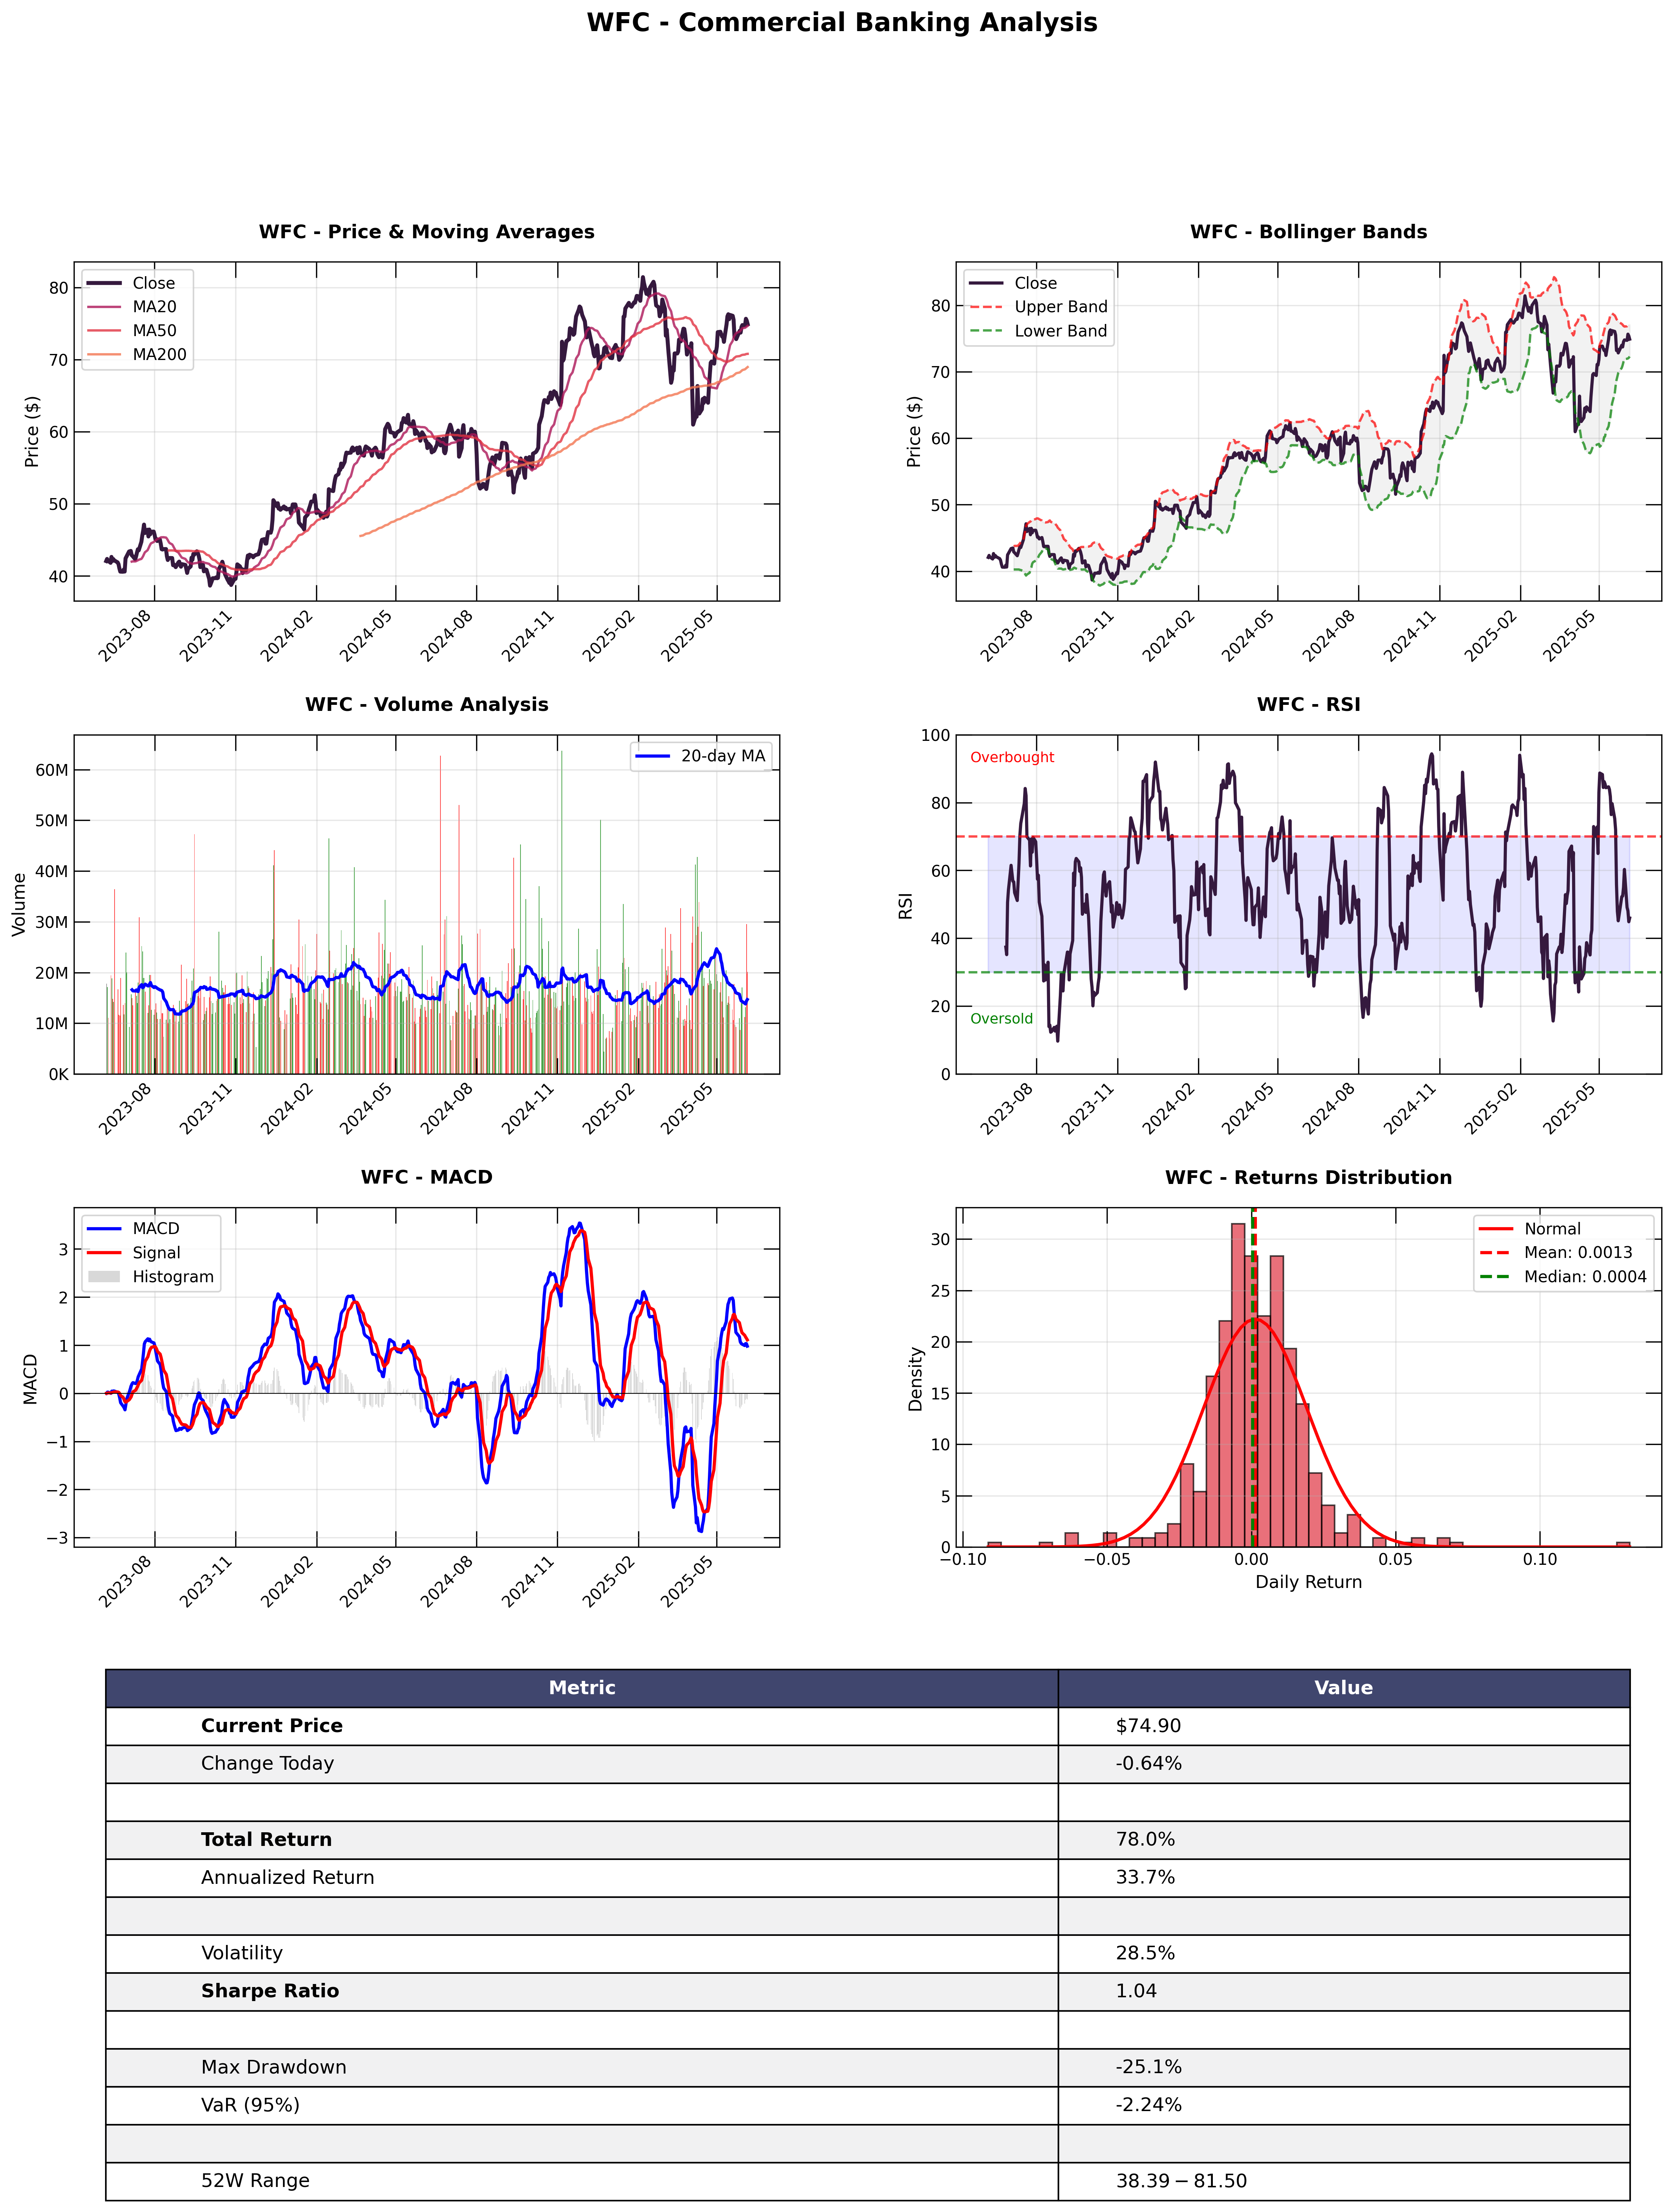 WFC - Commercial Banking Analysis
WFC - Price & Moving Averages
Close
MA20
MA50
MA200
Price ($)
80
70
60
50
40
2023-08
2023-11
2024-02
2024-05
2024-08
2024-11
2025-02
2025-05
WFC - Bollinger Bands
Close
Upper Band
Lower Band
Price ($)
80
70
60
50
40
2023-08
2023-11
2024-02
2024-05
2024-08
2024-11
2025-02
2025-05
WFC - Volume Analysis
20-day MA
Volume
60M
50M
40M
30M
20M
10M
0K
2023-08
2023-11
2024-02
2024-05
2024-08
2024-11
2025-02
2025-05
WFC - RSI
Overbought
Oversold
RSI
100
80
60
40
20
0
2023-08
2023-11
2024-02
2024-05
2024-08
2024-11
2025-02
2025-05
WFC - MACD
MACD
Signal
Histogram
MACD
3
2
1
0
−1
−2
−3
2023-08
2023-11
2024-02
2024-05
2024-08
2024-11
2025-02
2025-05
WFC - Returns Distribution
Normal
Mean: 0.0013
Median: 0.0004
Density
30
25
20
15
10
5
0
−0.10
−0.05
0.00
0.05
0.10
Daily Return
Metric Value
Current Price $74.90
Change Today -0.64%
Total Return 78.0%
Annualized Return 33.7%
Volatility 28.5%
Sharpe Ratio 1.04
Max Drawdown -25.1%
VaR (95%) -2.24%
52W Range 38.39 − 81.50